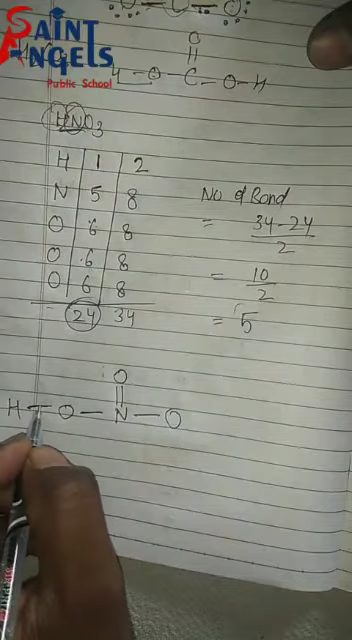 SAINT
ANGELS
Public School
O
H - O - C - O - H
HNO3
H 1 2
N 5 8
O 6 8
O 6 8
O 6 8
24 34
No of Bond
= 34-24
2
= 10
2
= 5
O
H - O - N - O